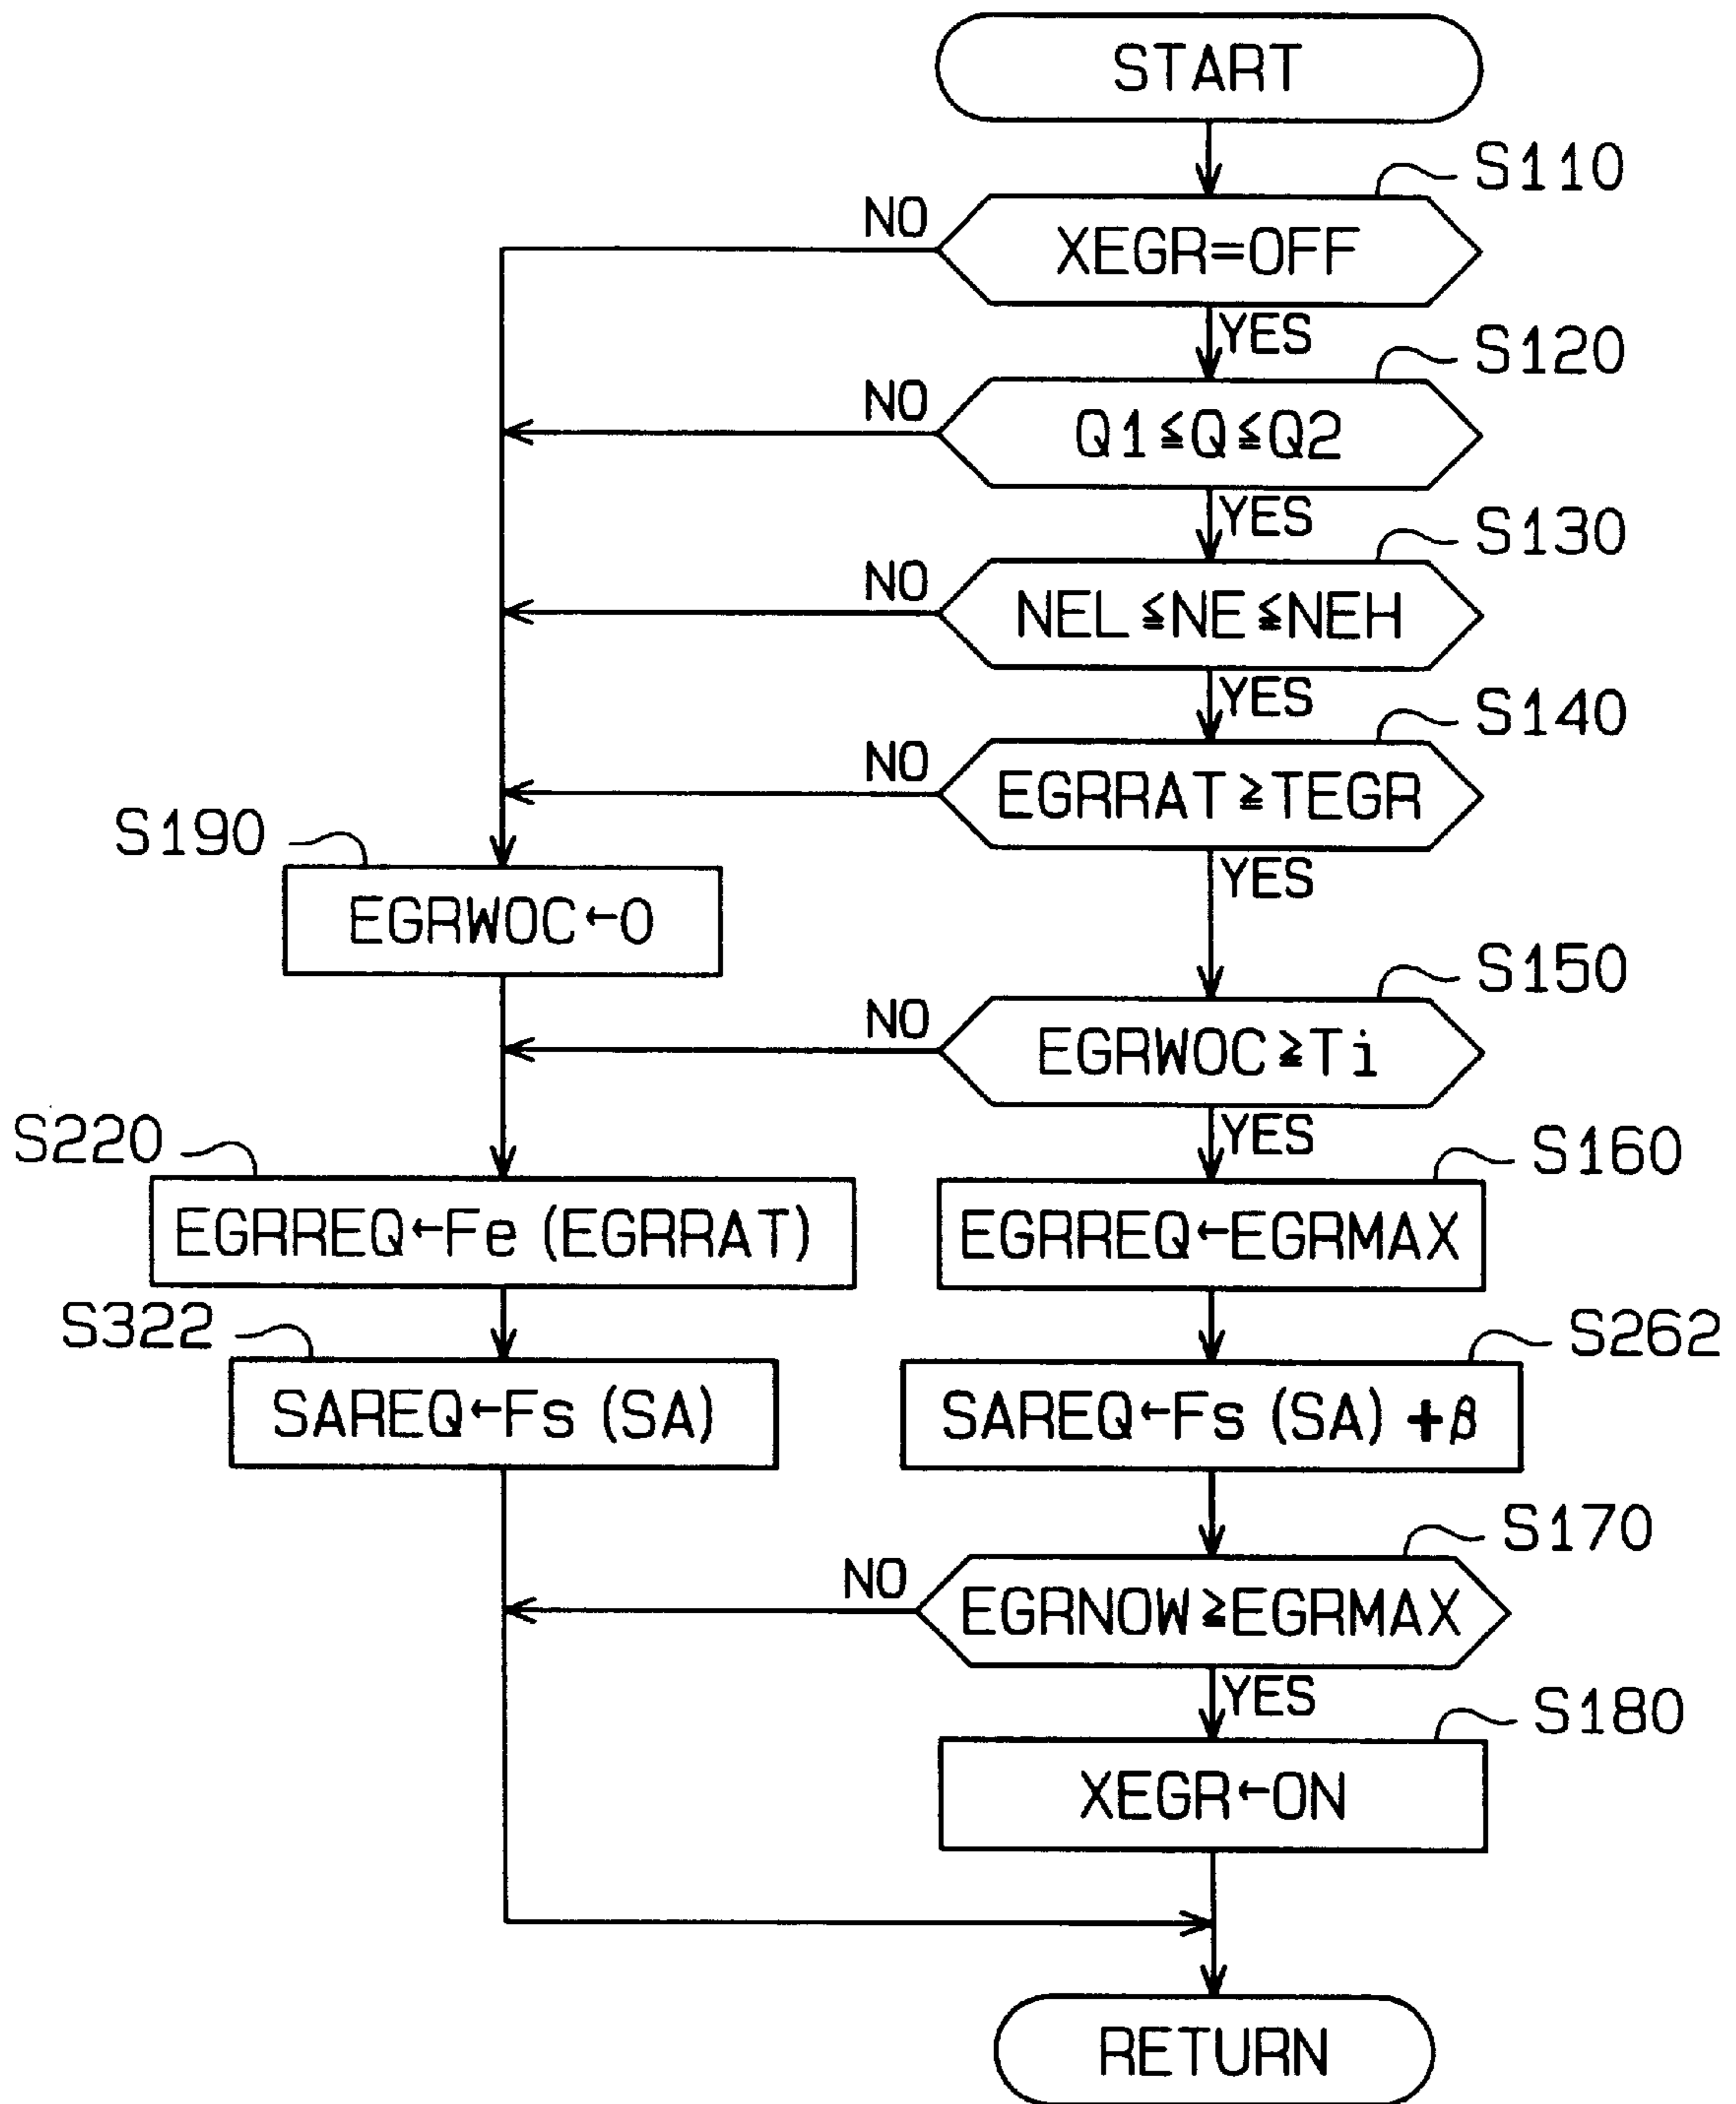 START
S110
NO
XEGR=OFF
YES
S120
NO
Q1≦Q≦Q2
YES
S130
NO
NEL≦NE≦NEH
YES
S140
NO
EGRRAT≧TEGR
YES
S190
EGRWOC←0
S150
NO
EGRWOC≧Ti
YES
S220
EGRREQ←Fe (EGRRAT)
S160
EGRREQ←EGRMAX
S322
SAREQ←Fs (SA)
S262
SAREQ←Fs (SA) +β
S170
NO
EGRNOW≧EGRMAX
YES
S180
XEGR←ON
RETURN